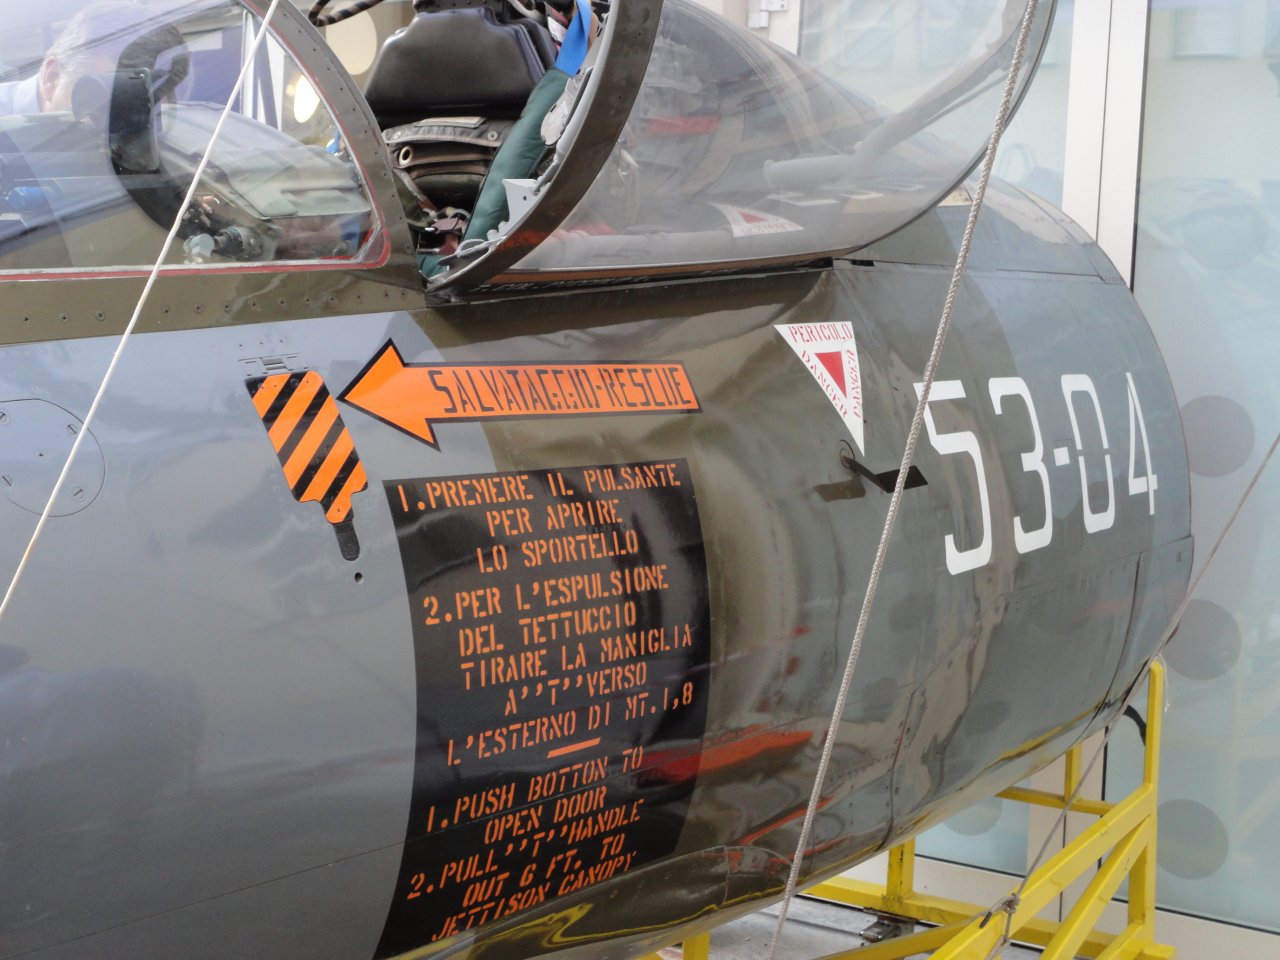 SALVATAGGIO-RESCUE
PERICOLO
DANGER
DANGER
53-04
1. PREMERE IL PULSANTE
PER APRIRE
LO SPORTELLO
2. PER L'ESPULSIONE
DEL TETTUCCIO
TIRARE LA MANIGLIA
A''T''VERSO
L'ESTERNO DI MT. 1,8
1. PUSH BOTTON TO
OPEN DOOR
2. PULL''T''HANDLE
OUT 6 FT. TO
JETTISON CANOPY